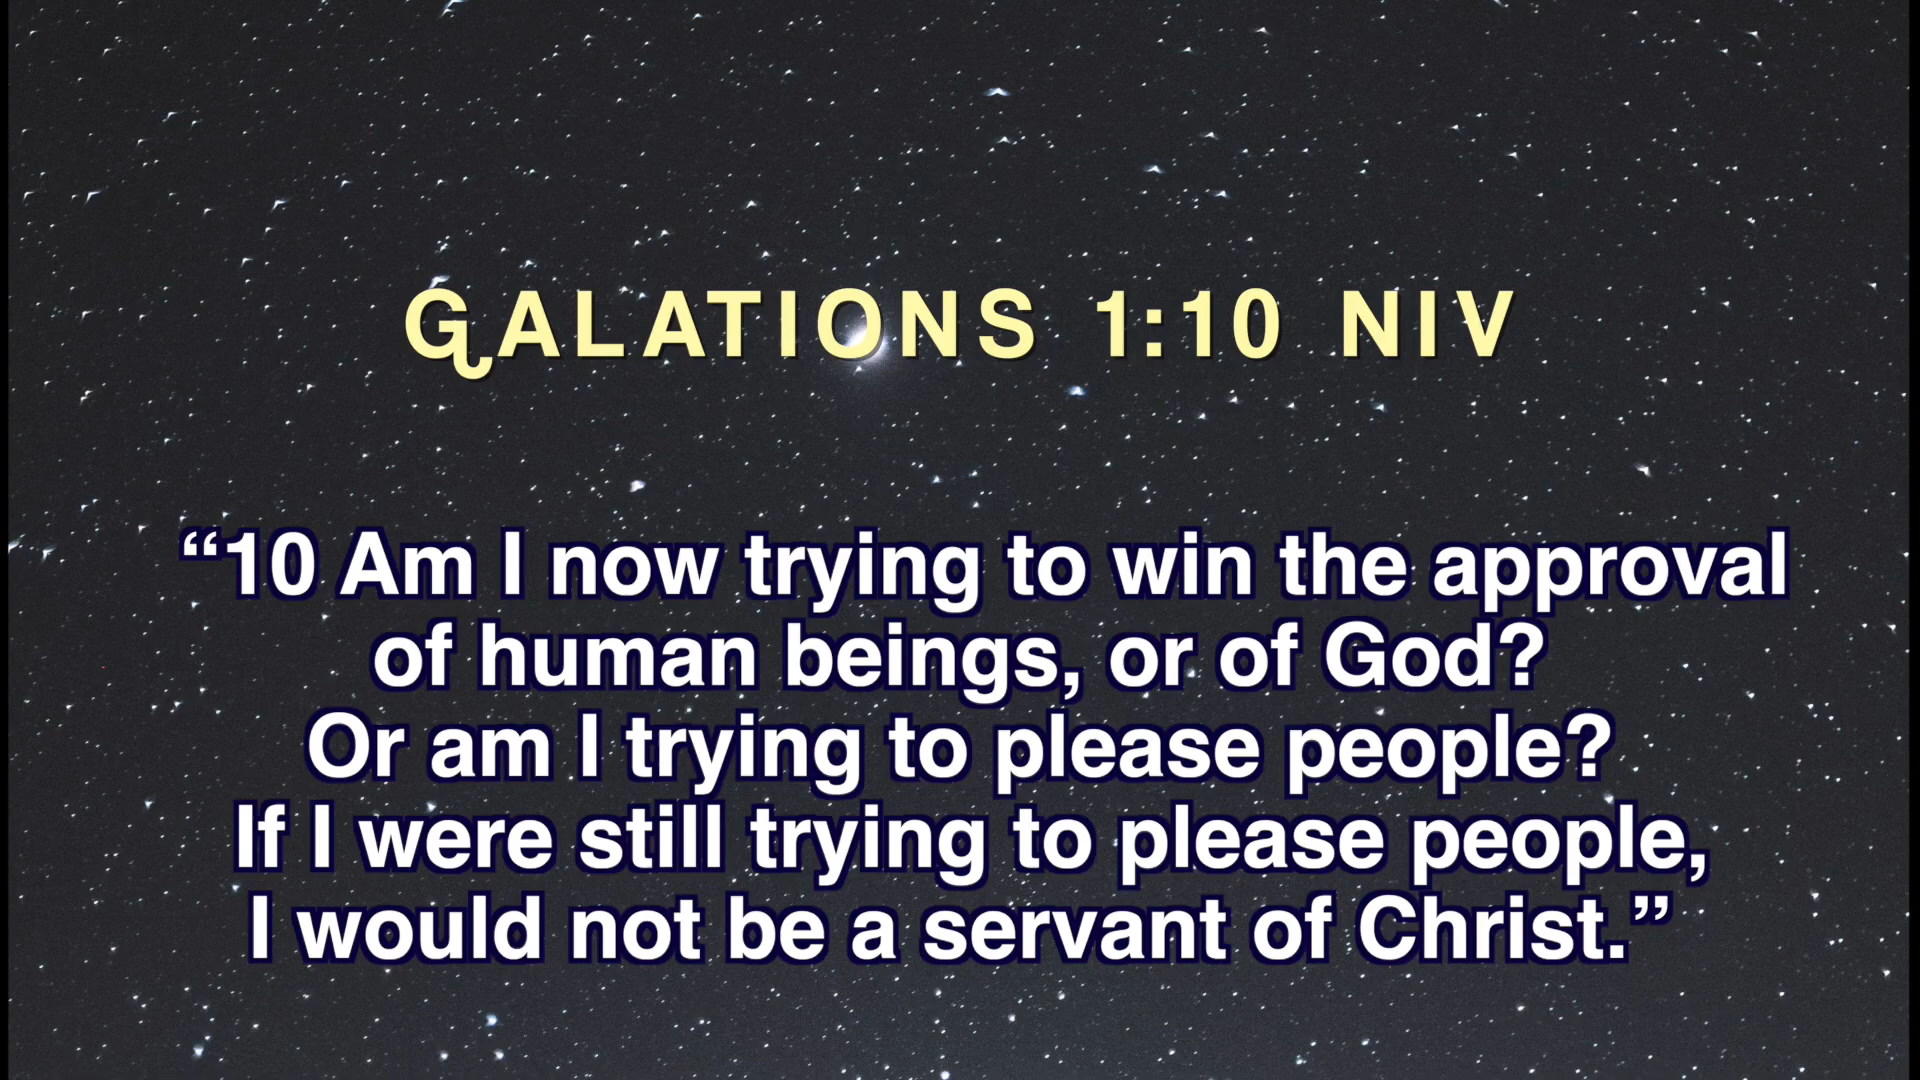 GALATIONS 1:10 NIV
“10 Am I now trying to win the approval
of human beings, or of God?
Or am I trying to please people?
If I were still trying to please people,
I would not be a servant of Christ.”